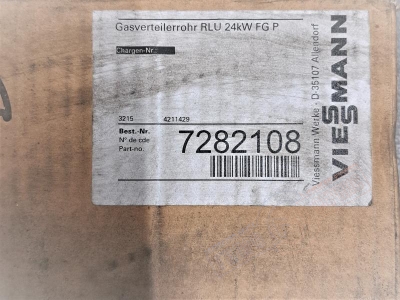 Gasverteilerrohr RLU 24kW FG P
Chargen-Nr.:
3215 4211429
Best.-Nr.
N° de cde
Part-no.
7282108
Viessmann Werke · D-35107 Allendorf
VIESSMANN